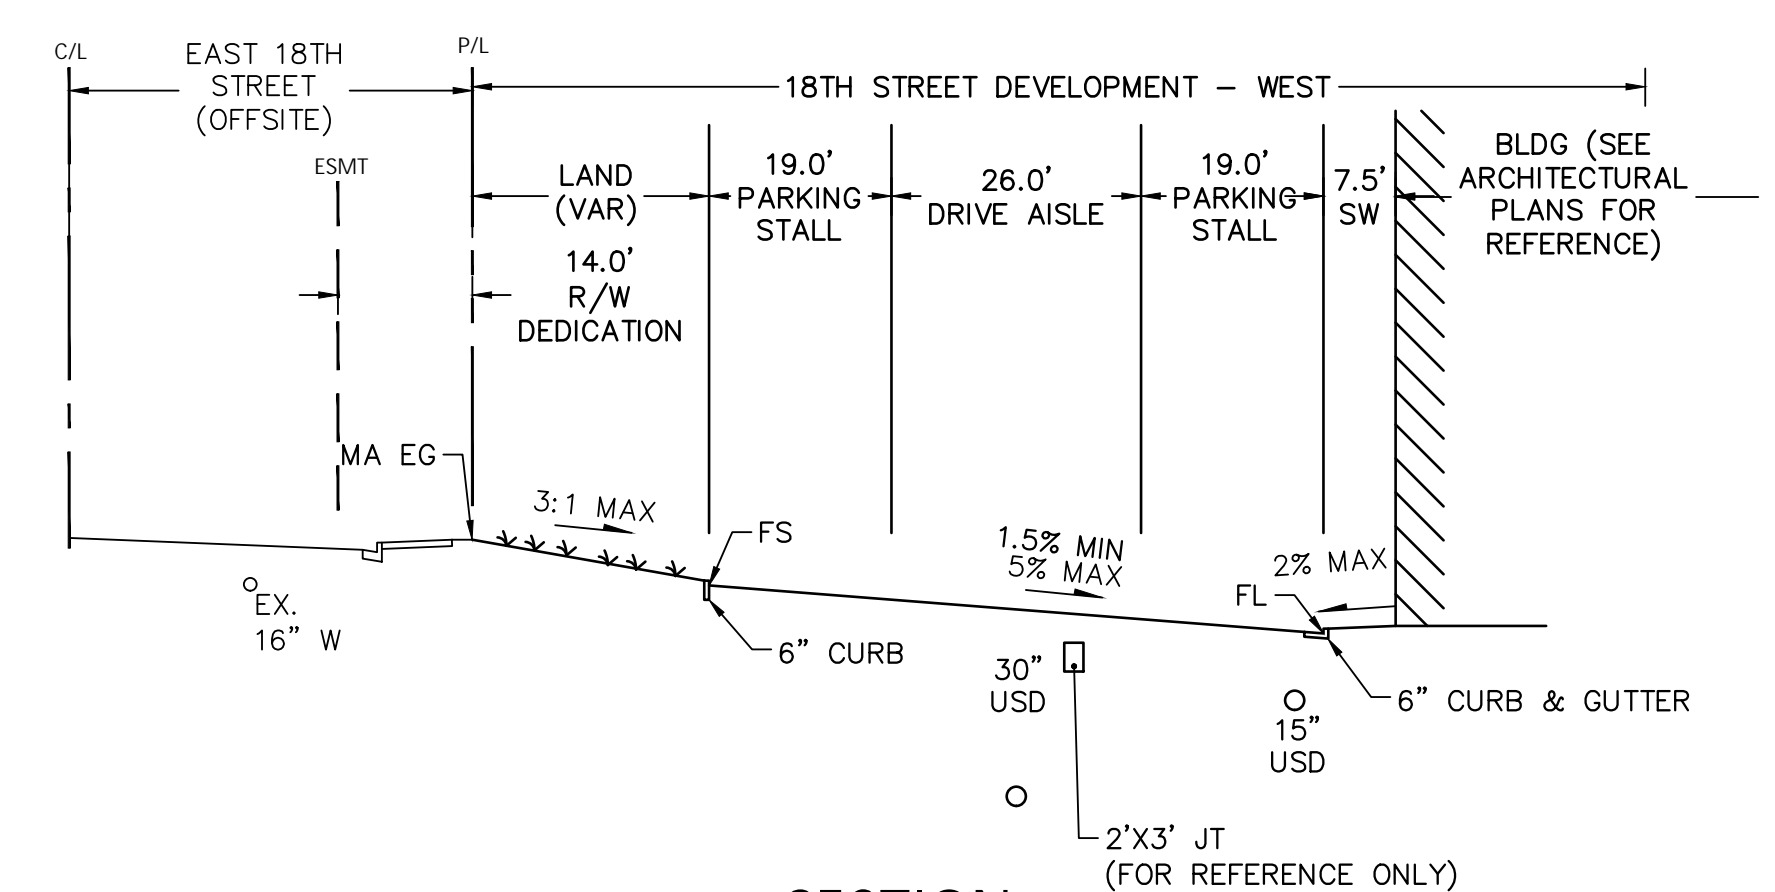 C/L
EAST 18TH
STREET
(OFFSITE)
P/L
18TH STREET DEVELOPMENT - WEST
ESMT
LAND
(VAR)
19.0'
PARKING
STALL
26.0'
DRIVE AISLE
19.0'
PARKING
STALL
7.5'
SW
BLDG (SEE
ARCHITECTURAL
PLANS FOR
REFERENCE)
14.0'
R/W
DEDICATION
MA EG
3:1 MAX
FS
1.5% MIN
5% MAX
2% MAX
FL
EX.
16" W
6" CURB
30"
USD
6" CURB & GUTTER
15"
USD
2'X3' JT
(FOR REFERENCE ONLY)
SECTION